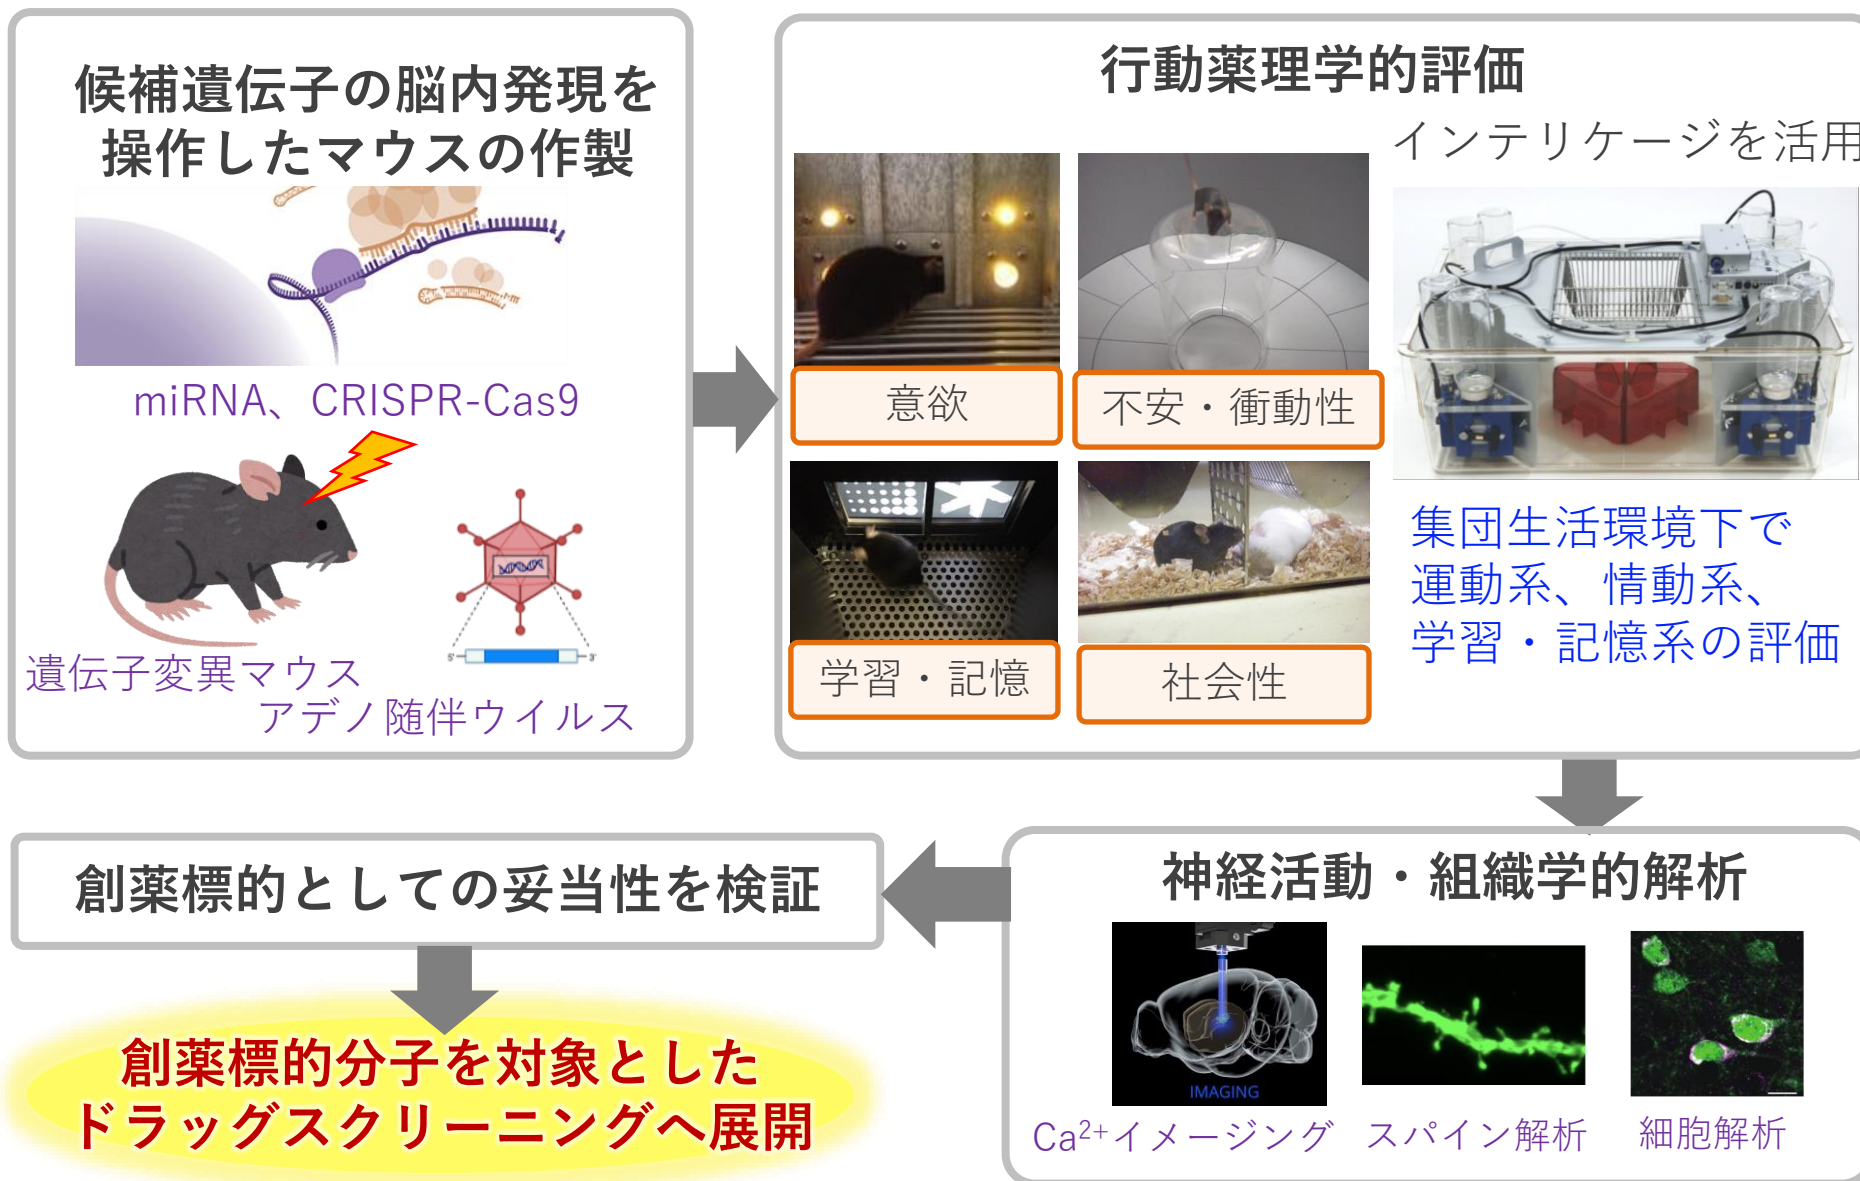 候補遺伝子の脳内発現を
操作したマウスの作製
miRNA、CRISPR-Cas9
5'
3'
遺伝子変異マウス
アデノ随伴ウイルス
行動薬理学的評価
インテリケージを活用
意欲
不安・衝動性
学習・記憶
社会性
集団生活環境下で
運動系、情動系、
学習・記憶系の評価
神経活動・組織学的解析
IMAGING
Ca²⁺イメージング
スパイン解析
細胞解析
創薬標的としての妥当性を検証
創薬標的分子を対象とした
ドラッグスクリーニングへ展開